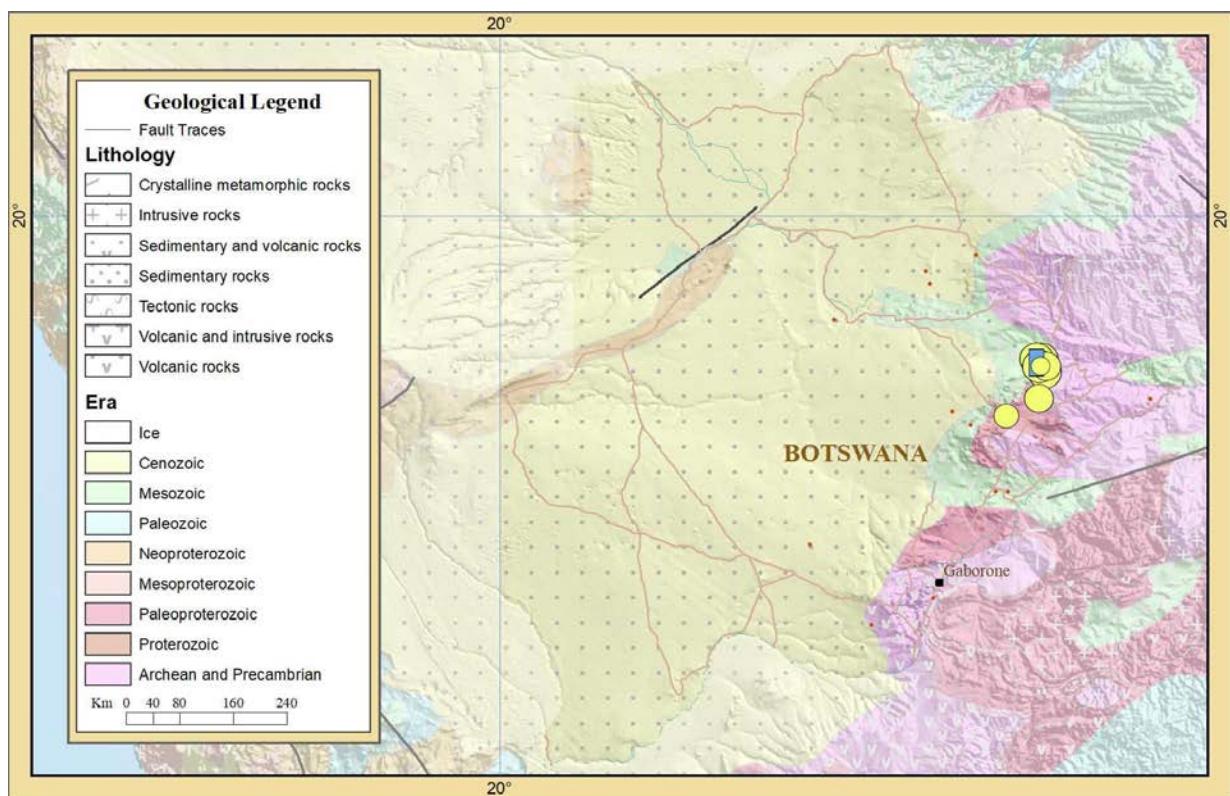 20°
20°
20°
20°
Geological Legend
Fault Traces
Lithology
Crystalline metamorphic rocks
Intrusive rocks
Sedimentary and volcanic rocks
Sedimentary rocks
Tectonic rocks
Volcanic and intrusive rocks
Volcanic rocks
Era
Ice
Cenozoic
Mesozoic
Paleozoic
Neoproterozoic
Mesoproterozoic
Paleoproterozoic
Proterozoic
Archean and Precambrian
Km 0 40 80 160 240
BOTSWANA
Gaborone